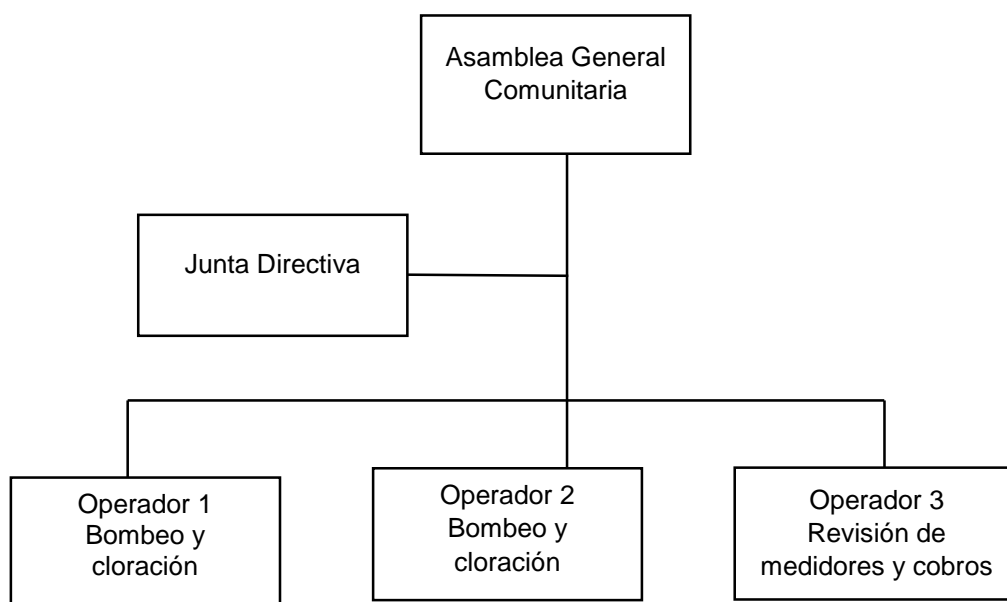 Asamblea General
Comunitaria
Junta Directiva
Operador 1
Bombeo y
cloración
Operador 2
Bombeo y
cloración
Operador 3
Revisión de
medidores y cobros